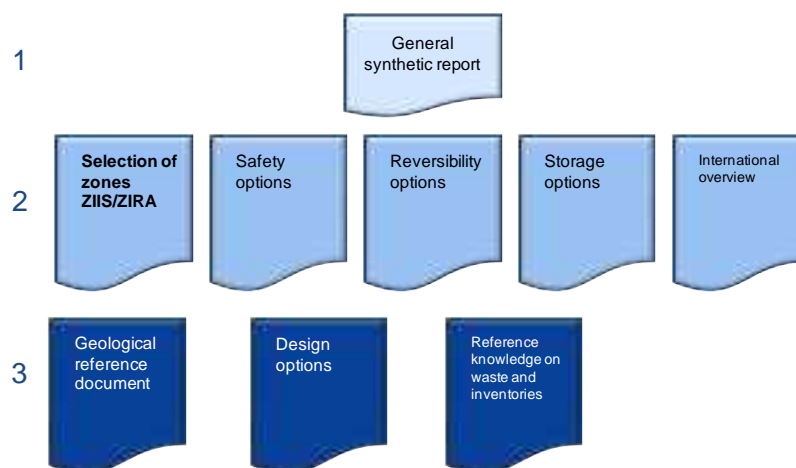 1
General
synthetic report
2
Selection of
zones
ZIIS/ZIRA
Safety
options
Reversibility
options
Storage
options
International
overview
3
Geological
reference
document
Design
options
Reference
knowledge on
waste and
inventories